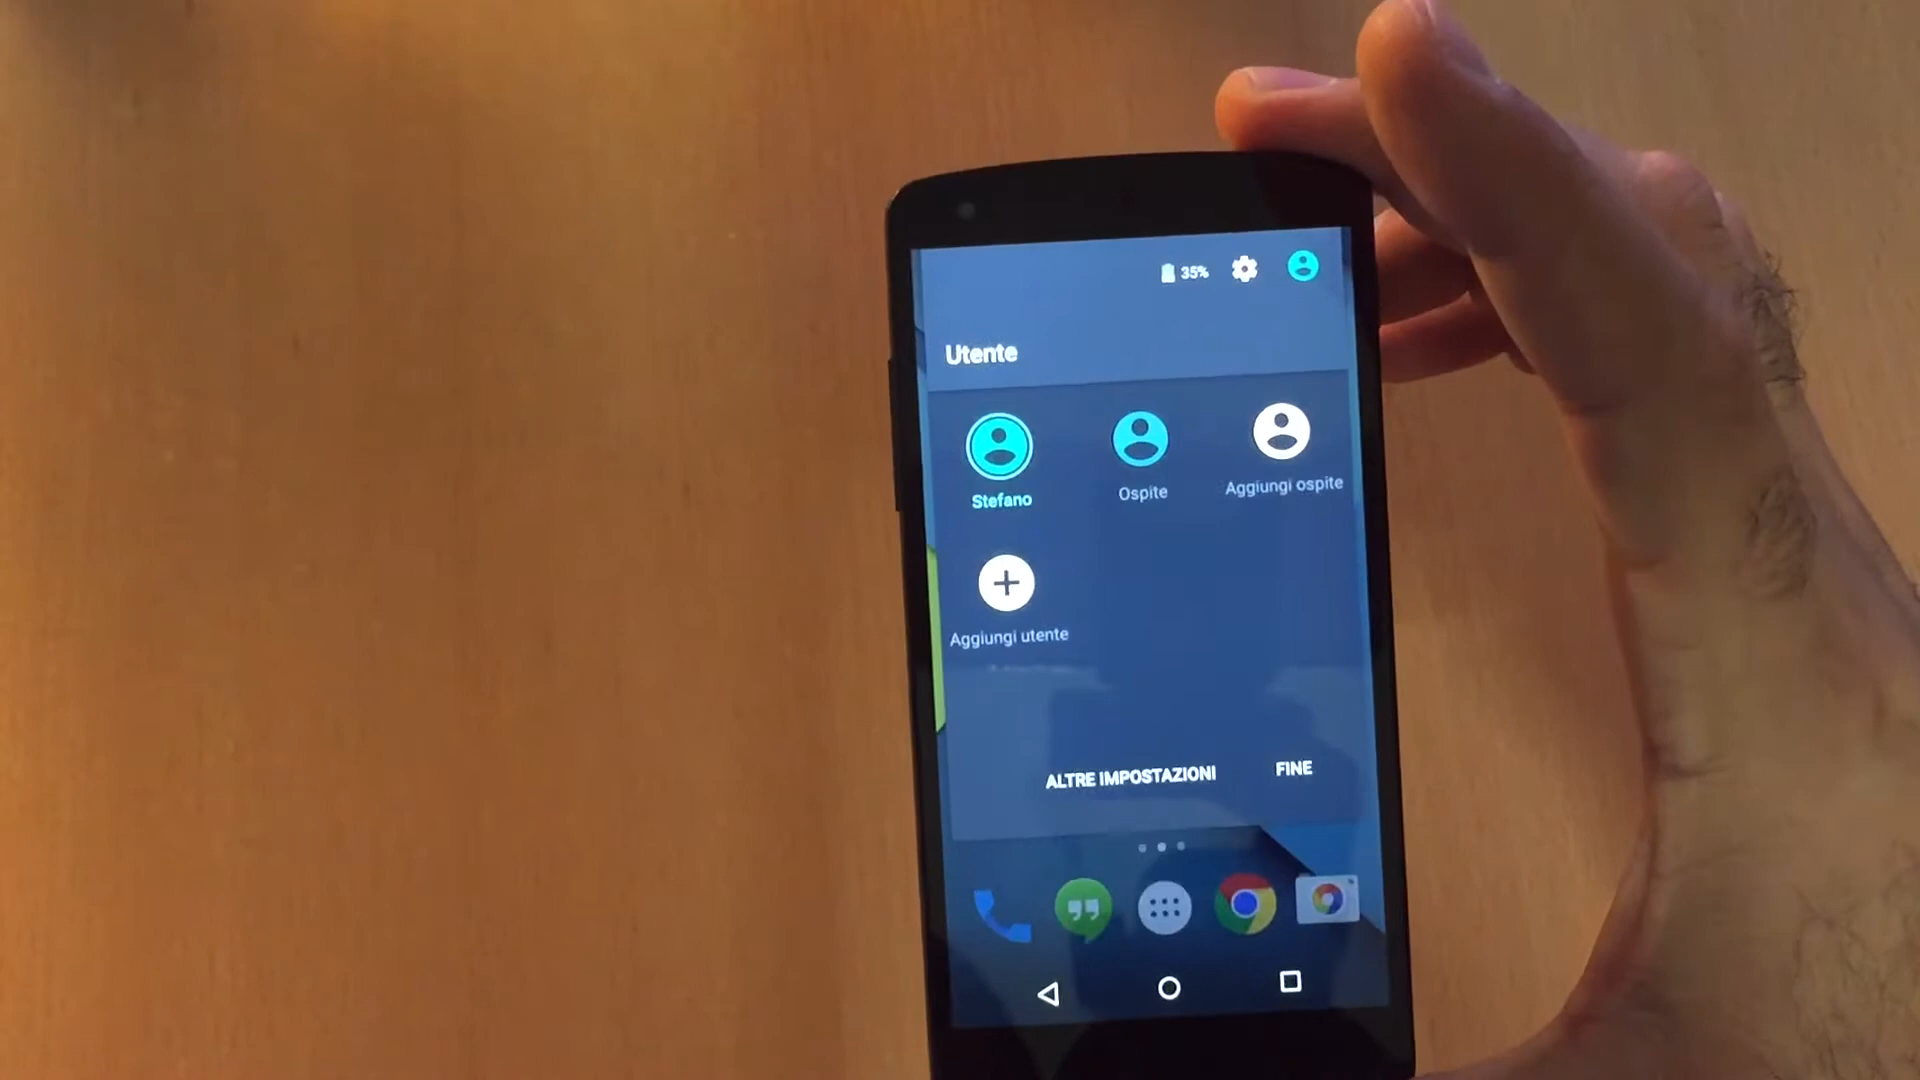 35%
Utente
Stefano
Ospite
Aggiungi ospite
Aggiungi utente
ALTRE IMPOSTAZIONI
FINE